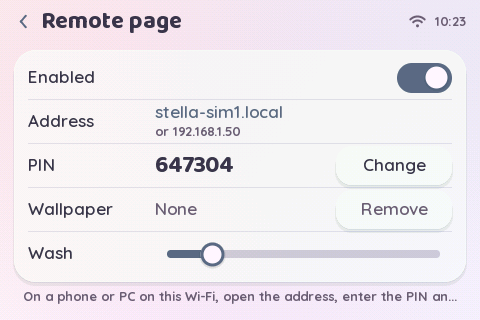 Remote page
10:23
Enabled
Address
stella-sim1.local
or 192.168.1.50
PIN
647304
Change
Wallpaper
None
Remove
Wash
On a phone or PC on this Wi-Fi, open the address, enter the PIN an...